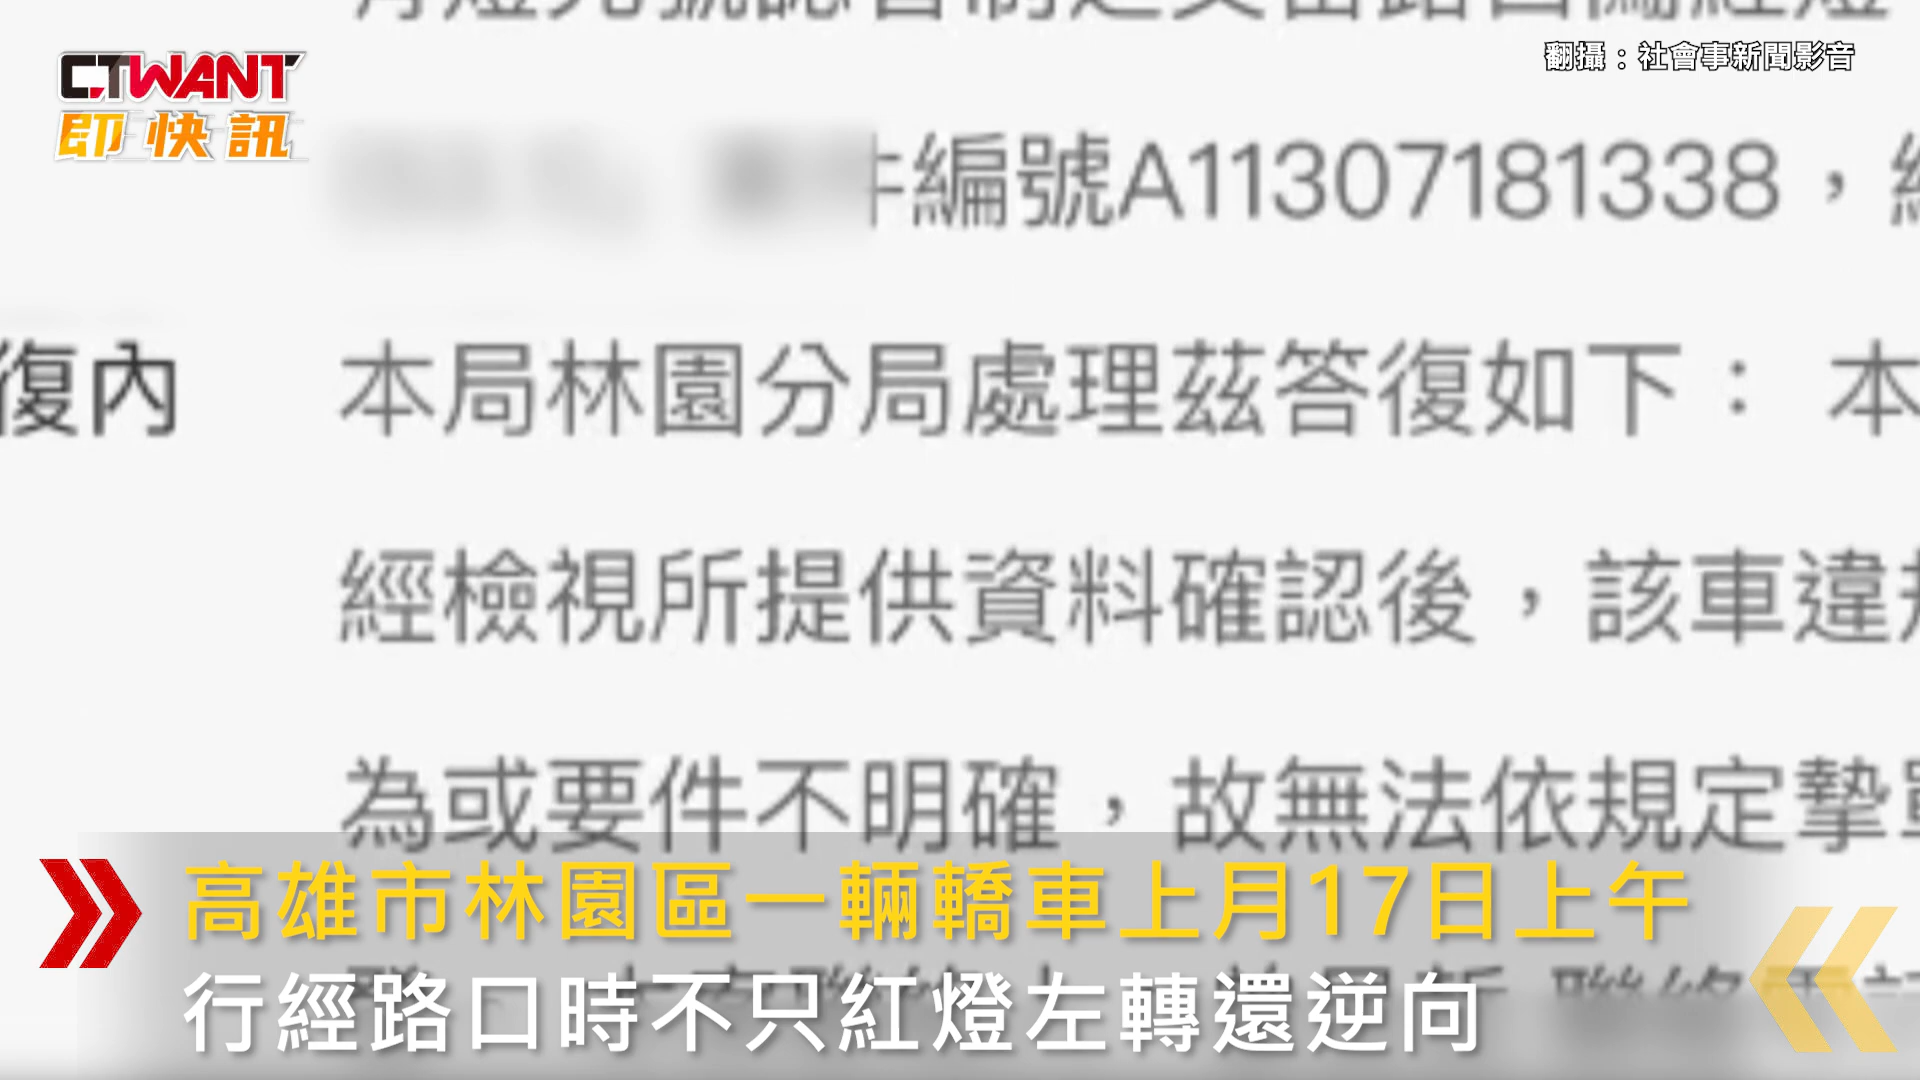 CTWANT
即快訊
翻攝：社會事新聞影音
編號A11307181338，
復內
本局林園分局處理茲答復如下： 本
經檢視所提供資料確認後，該車違
為或要件不明確，故無法依規定摯
高雄市林園區一輛轎車上月17日上午
行經路口時不只紅燈左轉還逆向